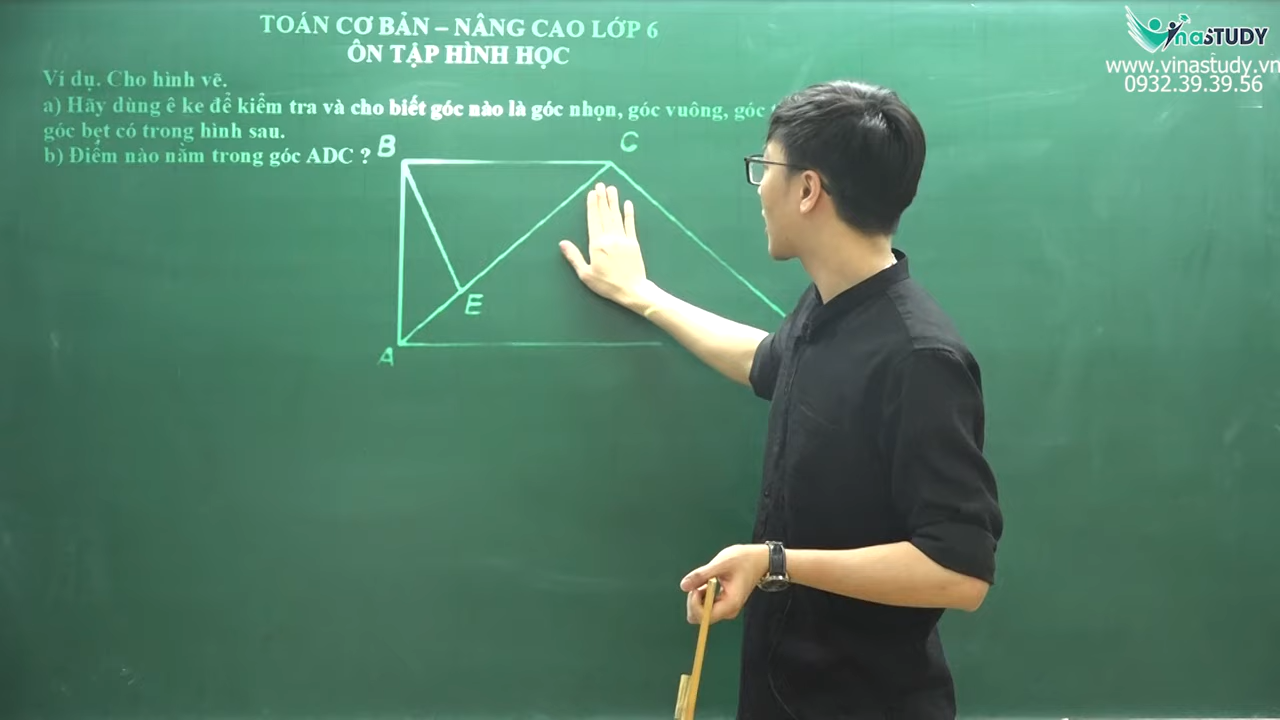 TOÁN CƠ BẢN – NÂNG CAO LỚP 6
ÔN TẬP HÌNH HỌC
VinaSTUDY
www.vinastudy.vn
0932.39.39.56
Ví dụ. Cho hình vẽ.
a) Hãy dùng ê ke để kiểm tra và cho biết góc nào là góc nhọn, góc vuông, góc
góc bẹt có trong hình sau.
b) Điểm nào nằm trong góc ADC ?
B
C
E
A